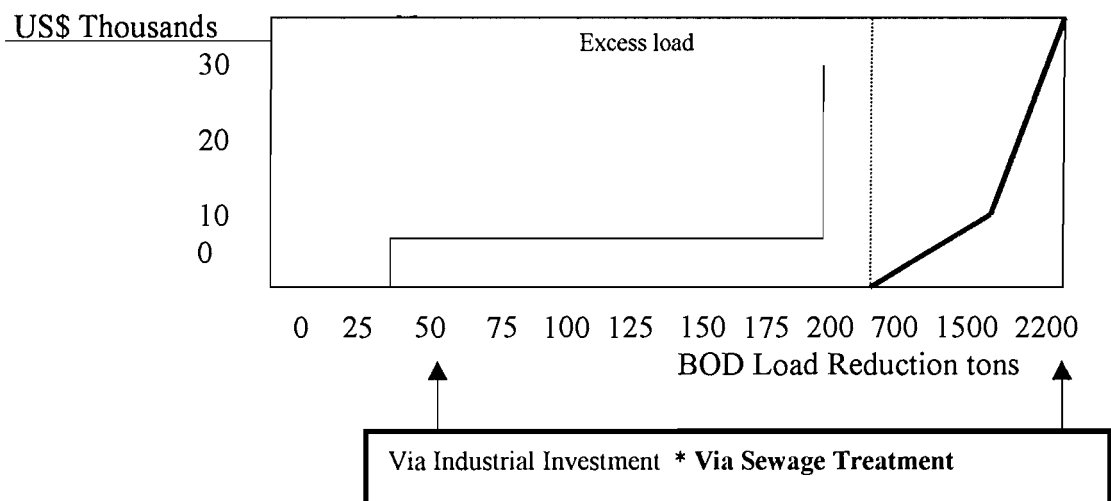 US$ Thousands
Excess load
30
20
10
0
0 25 50 75 100 125 150 175 200 700 1500 2200
BOD Load Reduction tons
Via Industrial Investment * Via Sewage Treatment